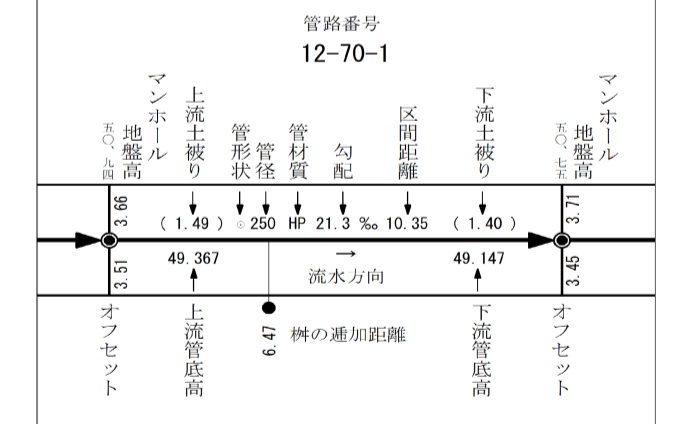 管路番号
12-70-1
マンホール
地盤高
五〇、九四
上流土被り
管形状
管径
管材質
勾配
区間距離
下流土被り
マンホール
地盤高
五〇、七五
3.66
( 1.49 ) ◎ 250 HP 21.3 ‰ 10.35 ( 1.40 )
3.71
3.51
49.367
→
流水方向
49.147
3.45
オフセット
上流管底高
6.47
桝の逓加距離
下流管底高
オフセット